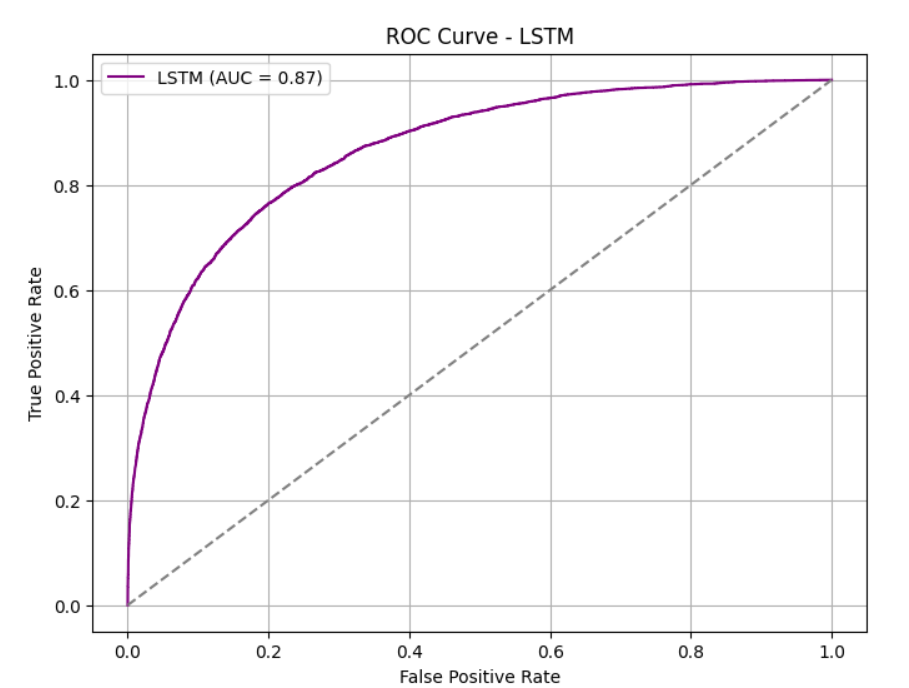 ROC Curve - LSTM
LSTM (AUC = 0.87)
True Positive Rate
1.0
0.8
0.6
0.4
0.2
0.0
0.0 0.2 0.4 0.6 0.8 1.0
False Positive Rate